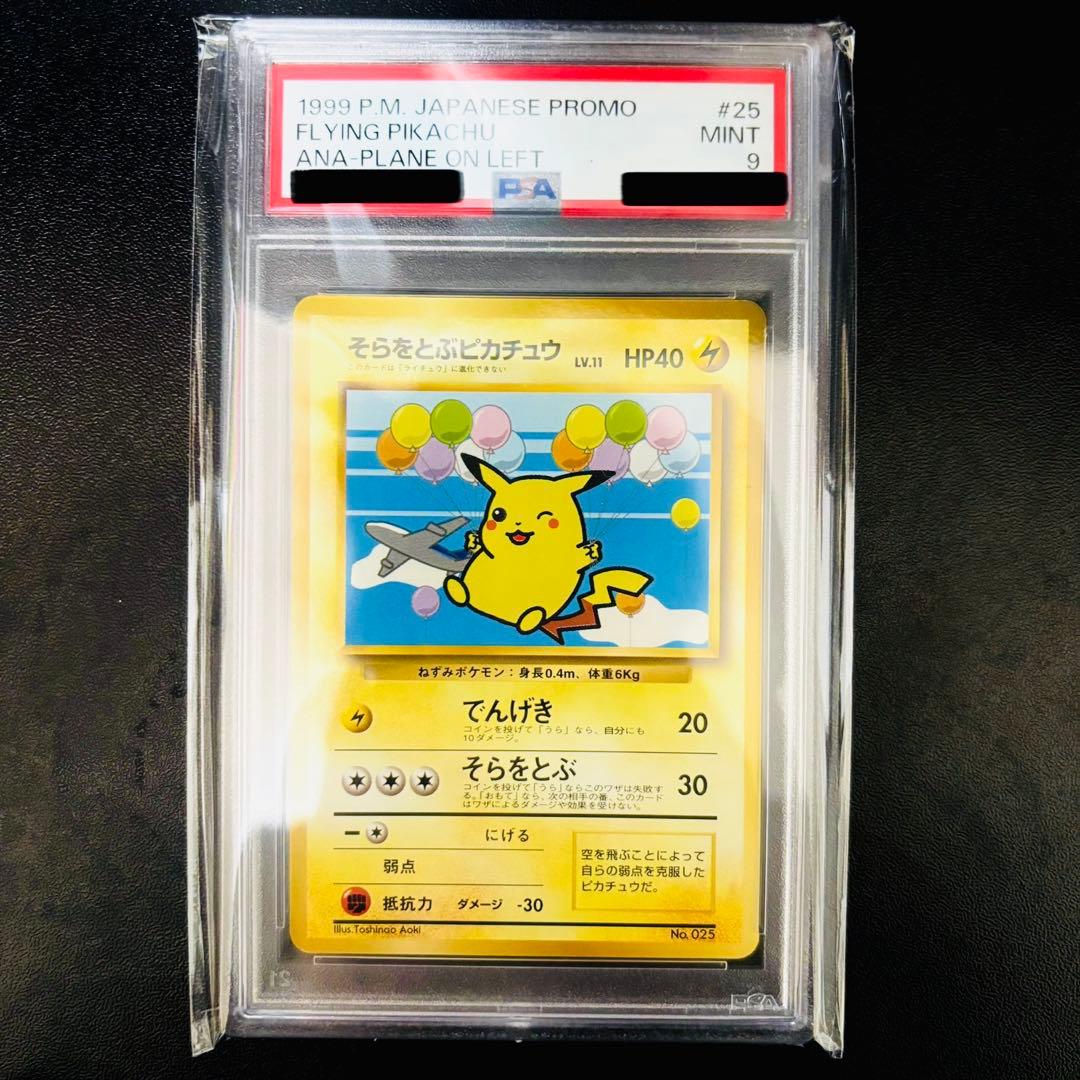 1999 P.M. JAPANESE PROMO #25
FLYING PIKACHU MINT
ANA-PLANE ON LEFT 9
PSA
そらをとぶピカチュウ LV.11 HP40
このカードは「ライチュウ」に進化できない
ねずみポケモン：身長0.4m、体重6Kg
でんげき 20
コインを投げて「うら」なら、自分にも
10ダメージ。
そらをとぶ 30
コインを投げて「うら」ならこのワザは失敗す
る。「おもて」なら、次の相手の番、このカード
はワザによるダメージや効果を受けない。
にげる
弱点
抵抗力 ダメージ -30
空を飛ぶことによって
自らの弱点を克服した
ピカチュウだ。
Illus.Toshinao Aoki No. 025
PSA
21